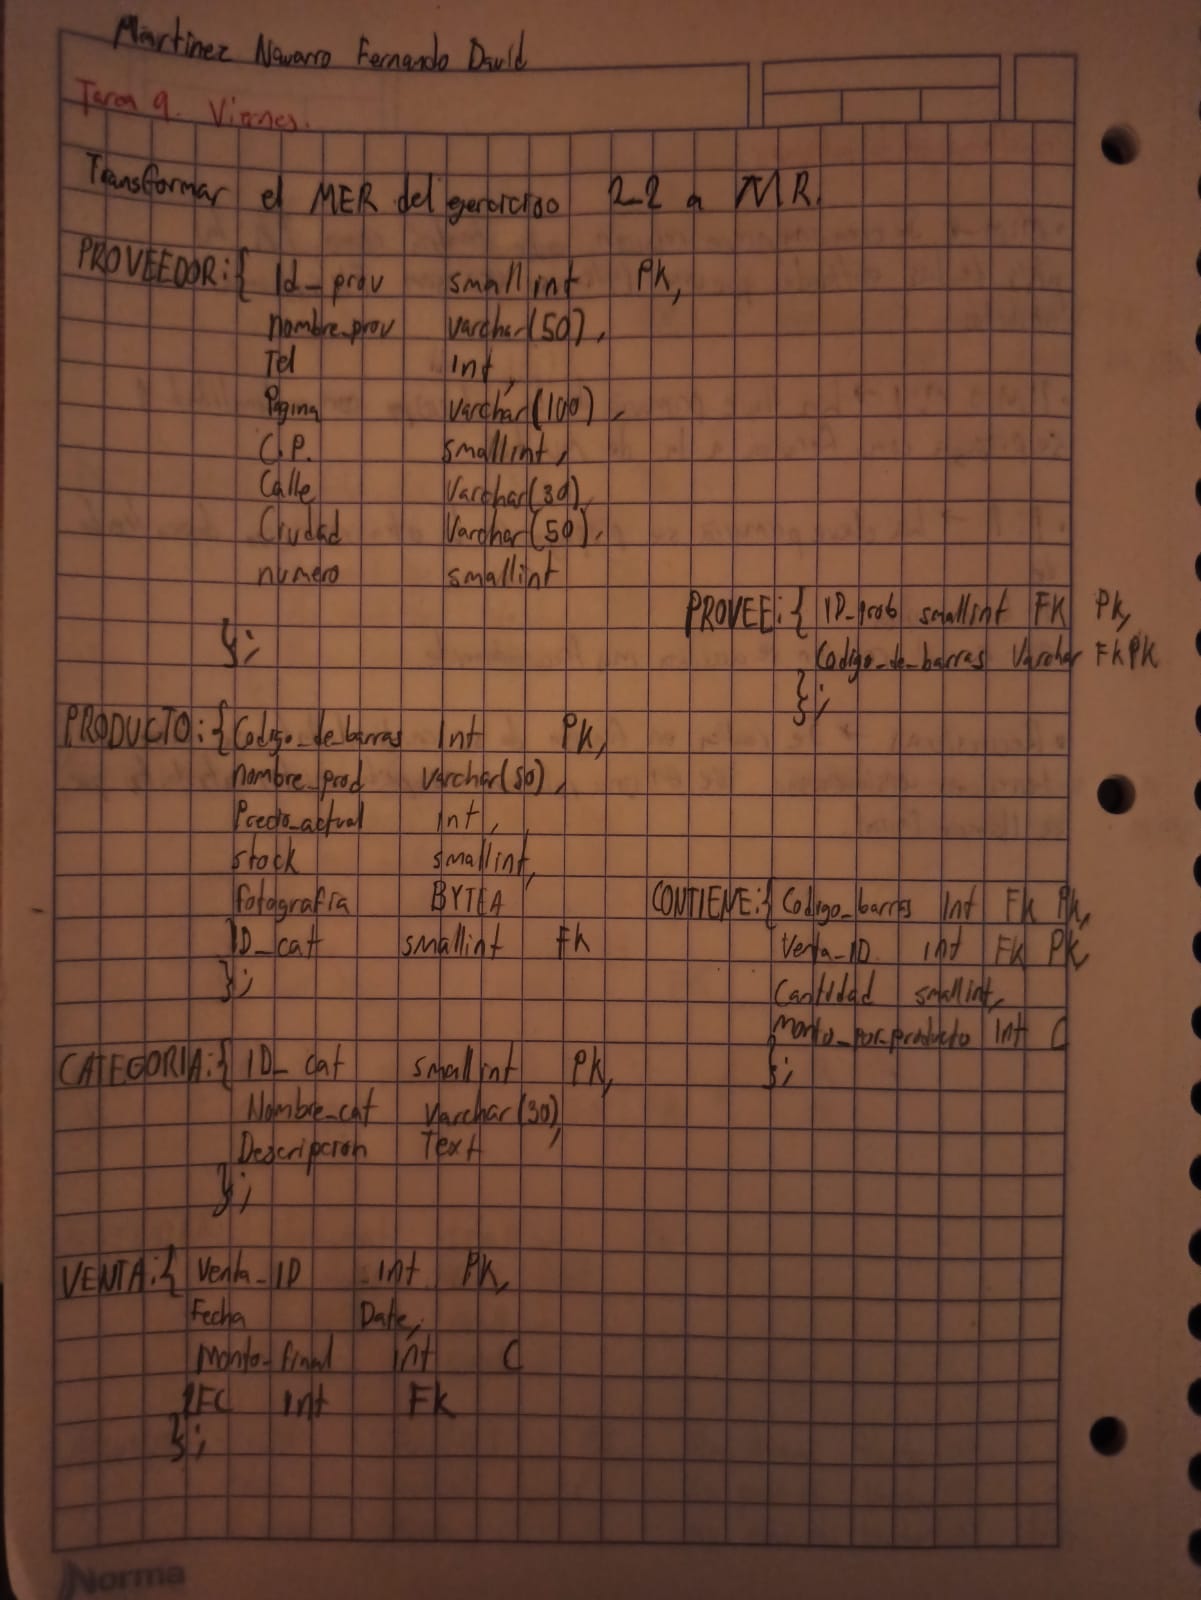 Martinez Navarro Fernando David
Tarea 9. Viernes.
Transformar el MER del 2-2 a MR.
PROVEEDOR:{ Id_prov smallint PK,
nombre_prov varchar(50),
Tel Int,
Pagina varchar(100),
C.P. smallint,
Calle Varchar(30),
Ciudad Varchar(50),
numero smallint
};
PROVEE:{ ID_prob smallint FK PK,
Codigo_de_barras Varchar FK PK
};
PRODUCTO:{ Codigo_de_barras Int PK,
nombre_prod varchar(50),
Precio_actual Int,
stock smallint,
fotografia BYTEA
ID_cat smallint FK
};
CONTIENE:{ Codigo_barras Int FK PK,
Venta_ID int FK PK
Cantidad smallint,
Monto_por_producto Int C
};
CATEGORIA:{ ID_cat smallint PK,
Nombre_cat varchar(30),
Descripcion Text
};
VENTA:{ Venta_ID Int PK,
Fecha Date,
Monto_final int C
RFC Int FK
};
Norma